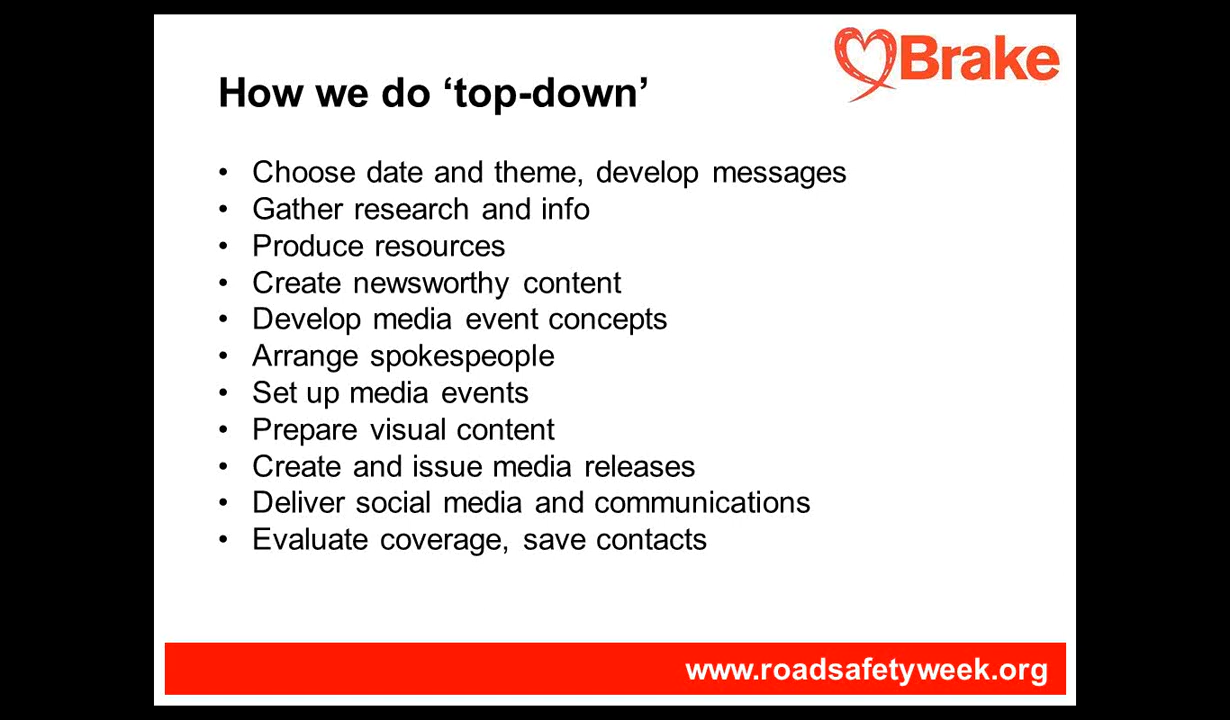 Brake
How we do ‘top-down’
• Choose date and theme, develop messages
• Gather research and info
• Produce resources
• Create newsworthy content
• Develop media event concepts
• Arrange spokespeople
• Set up media events
• Prepare visual content
• Create and issue media releases
• Deliver social media and communications
• Evaluate coverage, save contacts
www.roadsafetyweek.org